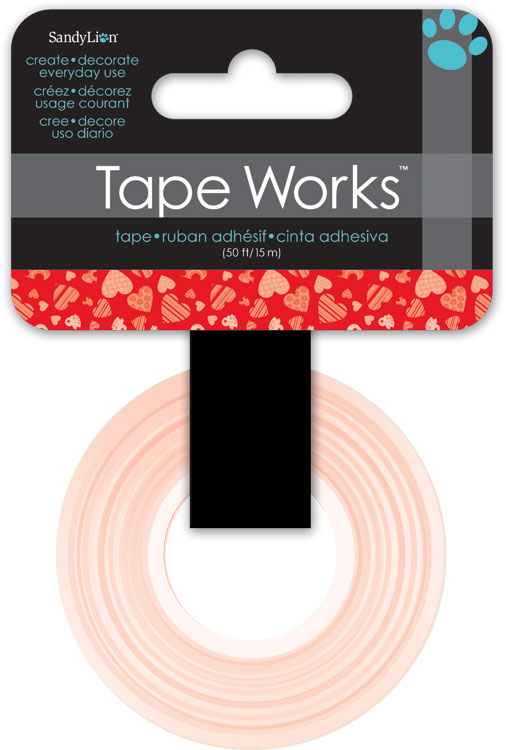 SandyLion
create•decorate
everyday use
créez•décorez
usage courant
cree•decore
uso diario
Tape Works™
tape•ruban adhésif•cinta adhesiva
(50 ft/15 m)